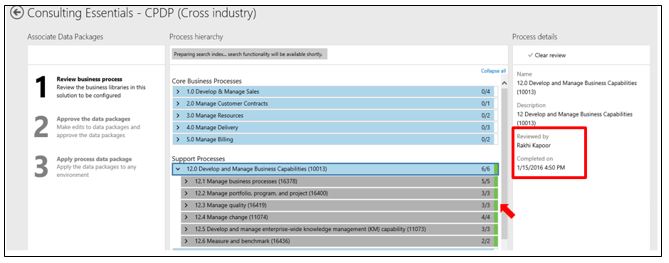 Consulting Essentials - CPDP (Cross industry)
Associate Data Packages
1
Review business process
Review the business libraries in this
solution to be configured
2
Approve the data packages
Make edits to data packages and
approve the data packages
3
Apply process data package
Apply the data packages to any
environment
Process hierarchy
Preparing search index... search functionality will be available shortly.
Collapse all
Core Business Processes
1.0 Develop & Manage Sales 0/4
2.0 Manage Customer Contracts 0/1
3.0 Manage Resources 0/2
4.0 Manage Delivery 0/3
5.0 Manage Billing 0/2
Support Processes
12.0 Develop and Manage Business Capabilities (10013) 6/6
12.1 Manage business processes (16378) 5/5
12.2 Manage portfolio, program, and project (16400) 3/3
12.3 Manage quality (16419) 3/3
12.4 Manage change (11074) 4/4
12.5 Develop and manage enterprise-wide knowledge management (KM) capability (11073) 3/3
12.6 Measure and benchmark (16436) 2/2
Process details
Clear review
Name
12.0 Develop and Manage Business Capabilities
(10013)
Description
12 Develop and Manage Business Capabilities
(10013)
Reviewed by
Rakhi Kapoor
Completed on
1/15/2016 4:50 PM